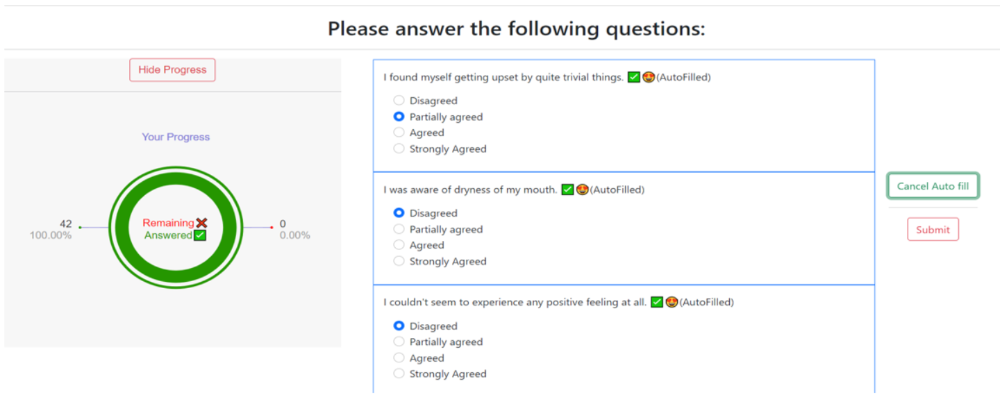 Please answer the following questions:
Hide Progress
Your Progress
42
100.00%
Remaining❌
Answered✅
0
0.00%
I found myself getting upset by quite trivial things. ✅ 🤩(AutoFilled)
Disagreed
Partially agreed
Agreed
Strongly Agreed
I was aware of dryness of my mouth. ✅ 🤩(AutoFilled)
Disagreed
Partially agreed
Agreed
Strongly Agreed
I couldn't seem to experience any positive feeling at all. ✅ 🤩(AutoFilled)
Disagreed
Partially agreed
Agreed
Strongly Agreed
Cancel Auto fill
Submit